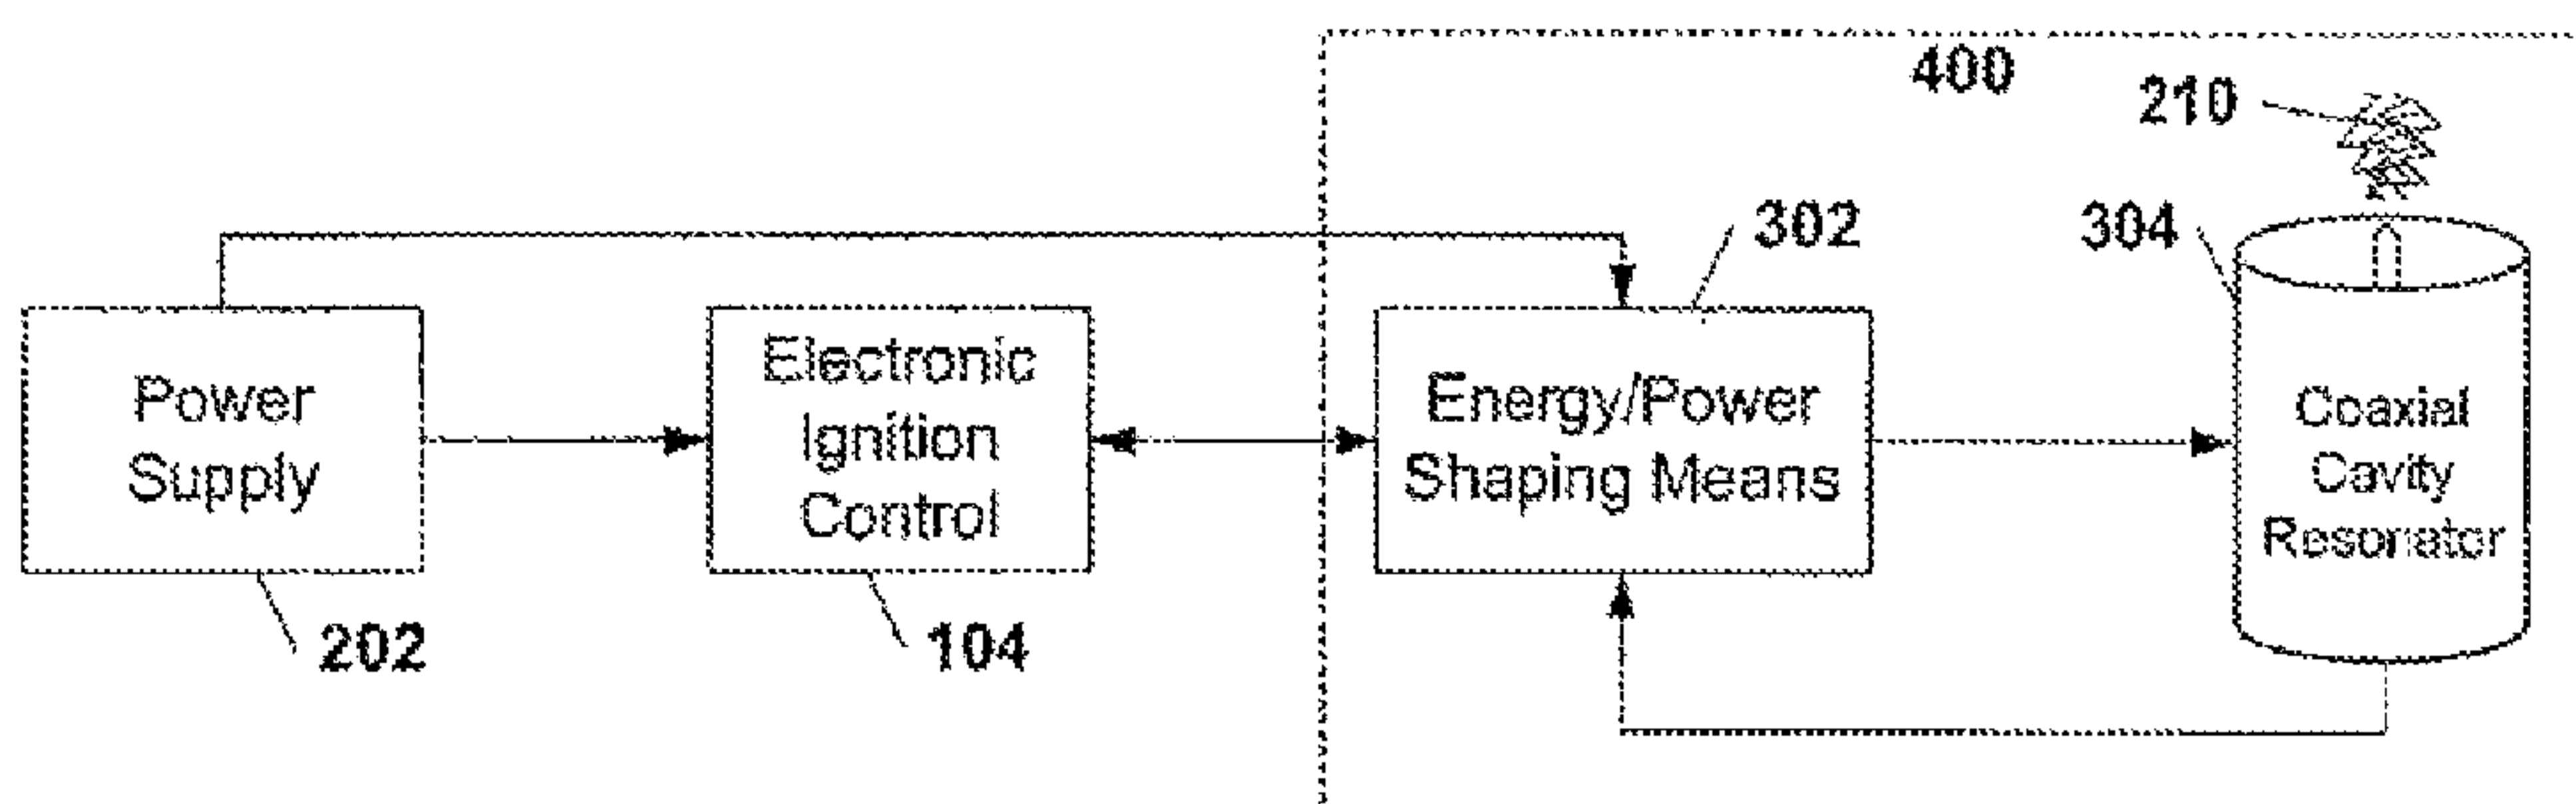 400
210
302
304
Power
Supply
Electronic
Ignition
Control
Energy/Power
Shaping Means
Coaxial
Cavity
Resonator
202
104